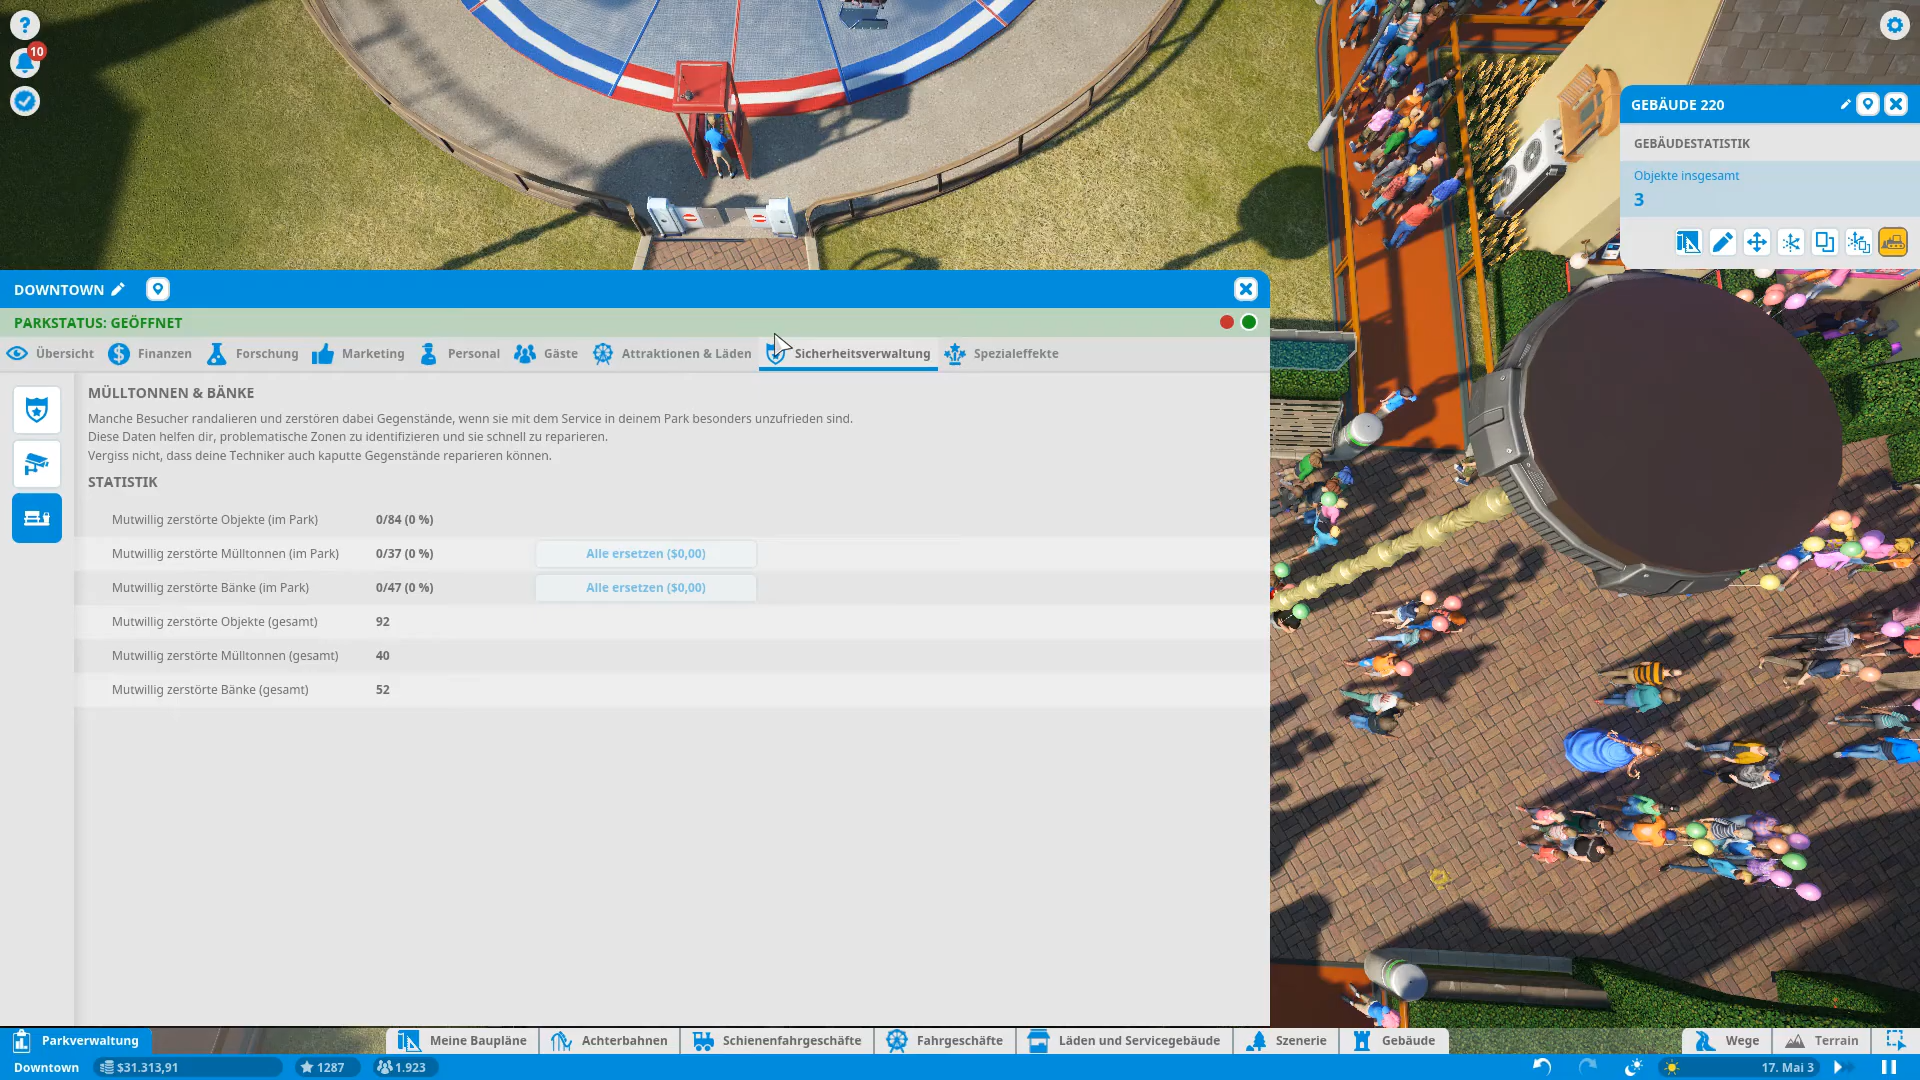 ?
10
GEBÄUDE 220
GEBÄUDESTATISTIK
Objekte insgesamt
3
DOWNTOWN
PARKSTATUS: GEÖFFNET
Übersicht
Finanzen
Forschung
Marketing
Personal
Gäste
Attraktionen & Läden
Sicherheitsverwaltung
Spezialeffekte
MÜLLTONNEN & BÄNKE
Manche Besucher randalieren und zerstören dabei Gegenstände, wenn sie mit dem Service in deinem Park besonders unzufrieden sind.
Diese Daten helfen dir, problematische Zonen zu identifizieren und sie schnell zu reparieren.
Vergiss nicht, dass deine Techniker auch kaputte Gegenstände reparieren können.
STATISTIK
Mutwillig zerstörte Objekte (im Park) 0/84 (0 %)
Mutwillig zerstörte Mülltonnen (im Park) 0/37 (0 %) Alle ersetzen ($0,00)
Mutwillig zerstörte Bänke (im Park) 0/47 (0 %) Alle ersetzen ($0,00)
Mutwillig zerstörte Objekte (gesamt) 92
Mutwillig zerstörte Mülltonnen (gesamt) 40
Mutwillig zerstörte Bänke (gesamt) 52
Parkverwaltung
Meine Baupläne
Achterbahnen
Schienenfahrgeschäfte
Fahrgeschäfte
Läden und Servicegebäude
Szenerie
Gebäude
Wege
Terrain
Downtown
$31.313,91
1287
1.923
17. Mai 3